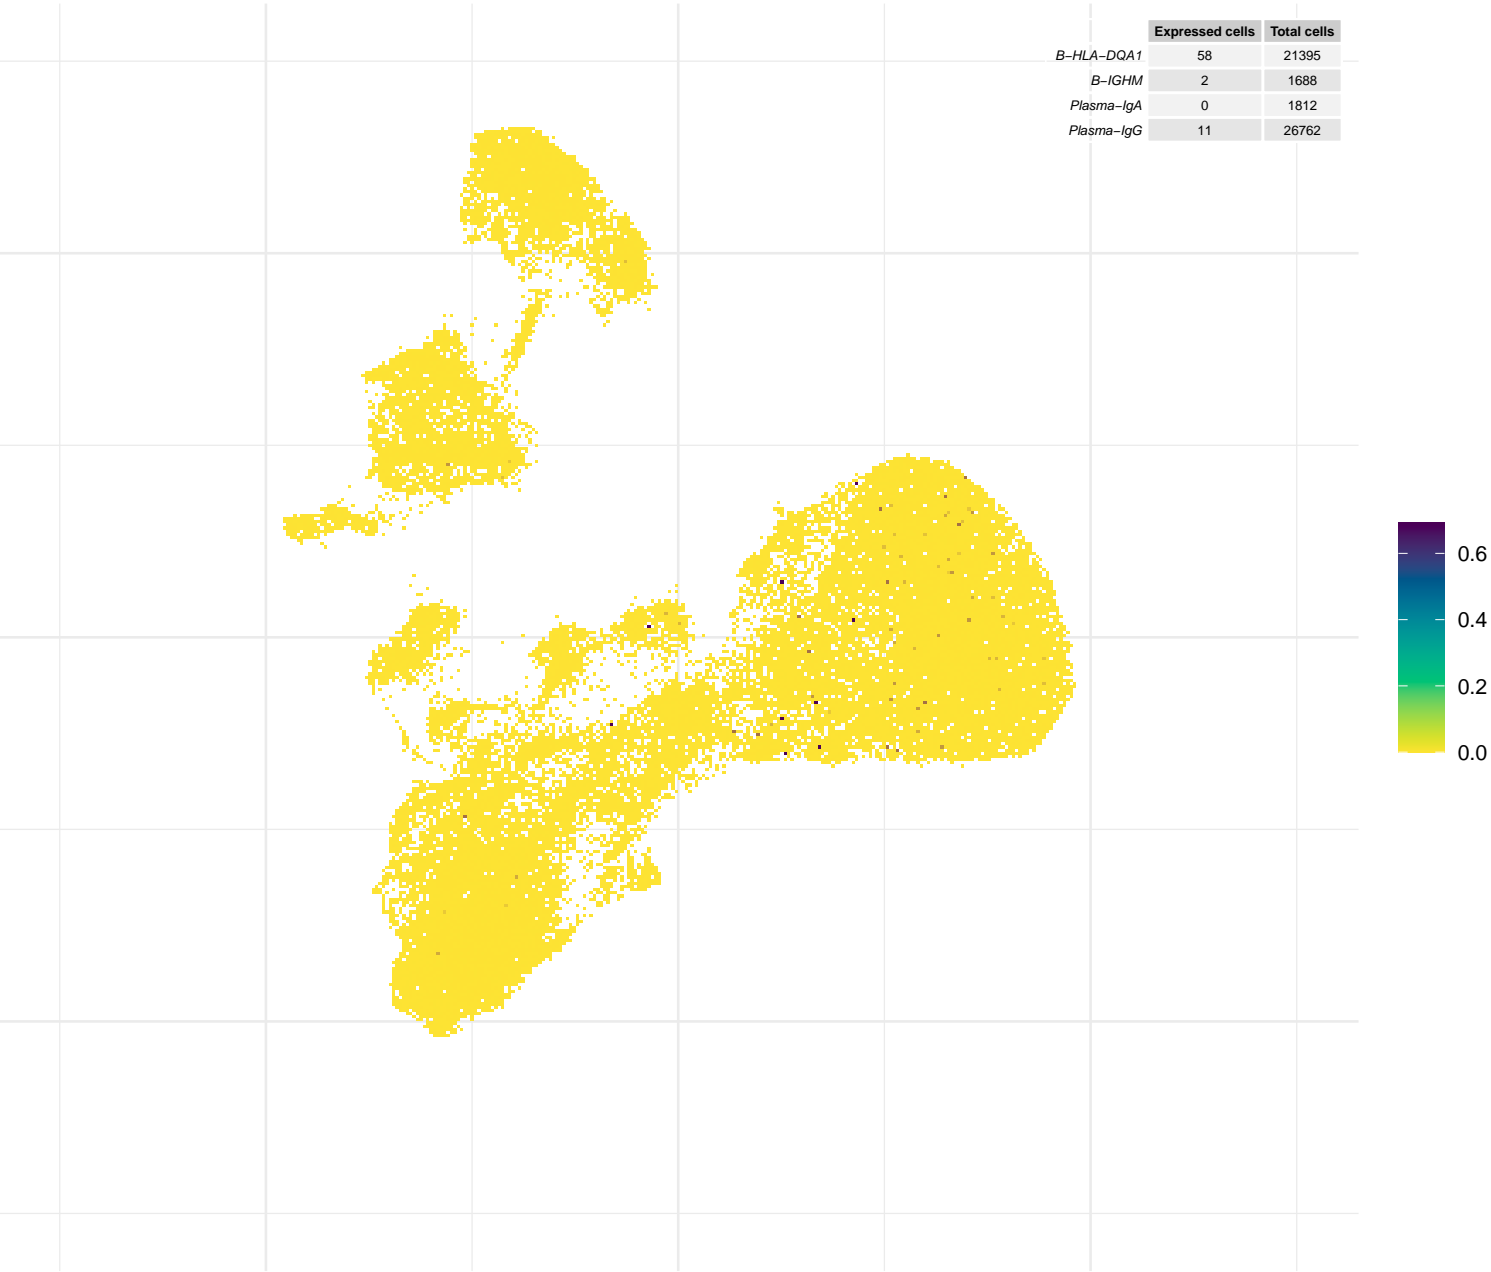 Expressed cells Total cells
B−HLA−DQA1 58 21395
B−IGHM 2 1688
Plasma−IgA 0 1812
Plasma−IgG 11 26762
0.6
0.4
0.2
0.0